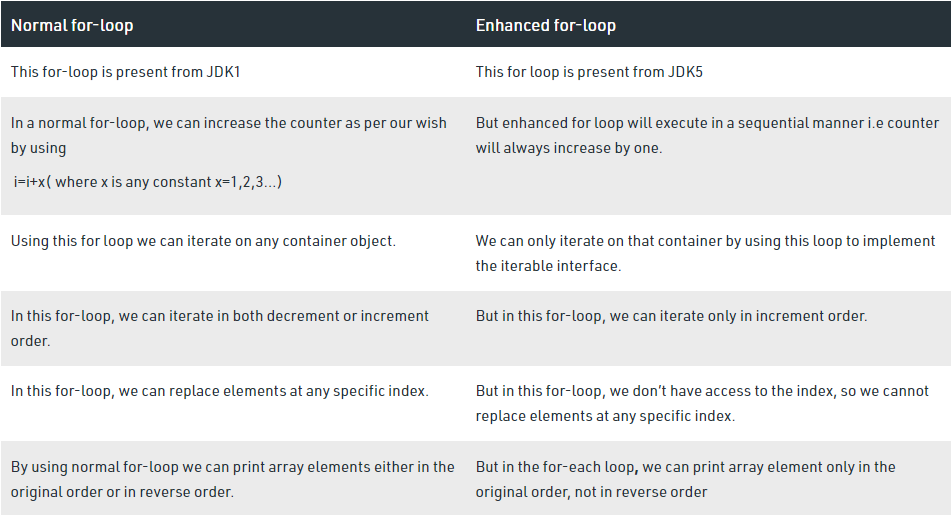 Normal for-loop
Enhanced for-loop
This for-loop is present from JDK1
This for loop is present from JDK5
In a normal for-loop, we can increase the counter as per our wish
by using
i=i+x( where x is any constant x=1,2,3…)
But enhanced for loop will execute in a sequential manner i.e counter
will always increase by one.
Using this for loop we can iterate on any container object.
We can only iterate on that container by using this loop to implement
the iterable interface.
In this for-loop, we can iterate in both decrement or increment
order.
But in this for-loop, we can iterate only in increment order.
In this for-loop, we can replace elements at any specific index.
But in this for-loop, we don’t have access to the index, so we cannot
replace elements at any specific index.
By using normal for-loop we can print array elements either in the
original order or in reverse order.
But in the for-each loop, we can print array element only in the
original order, not in reverse order